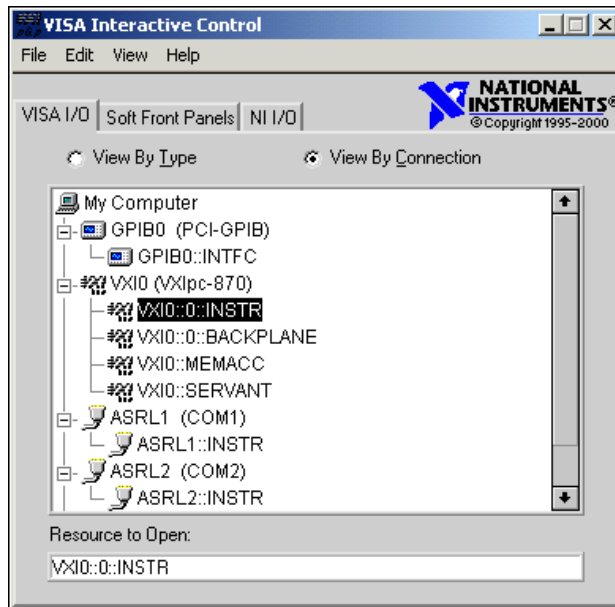 VISA Interactive Control
File Edit View Help
NATIONAL
INSTRUMENTS®
© Copyright 1995-2000
VISA I/O Soft Front Panels NI I/O
View By Type View By Connection
My Computer
GPIB0 (PCI-GPIB)
GPIB0::INTFC
VXI0 (VXIpc-870)
VXI0::0::INSTR
VXI0::0::BACKPLANE
VXI0::MEMACC
VXI0::SERVANT
ASRL1 (COM1)
ASRL1::INSTR
ASRL2 (COM2)
ASRL2::INSTR
Resource to Open:
VXI0::0::INSTR